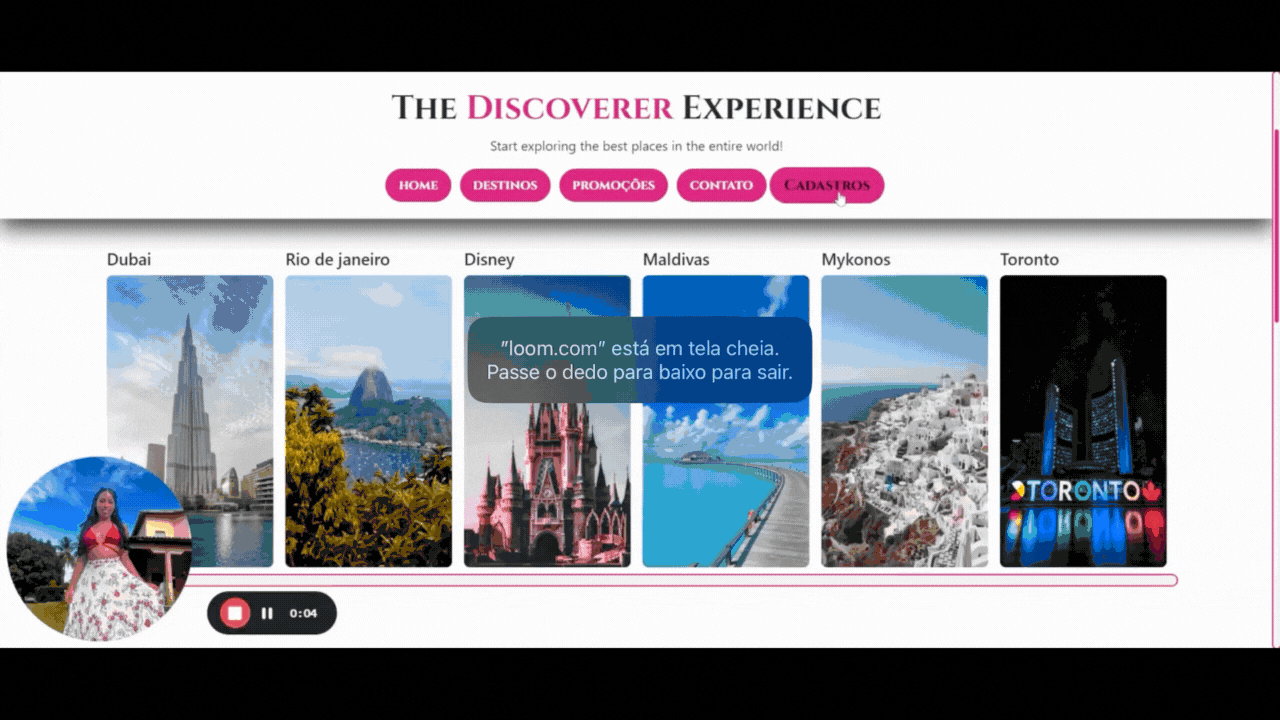 THE DISCOVERER EXPERIENCE
Start exploring the best places in the entire world!
HOME DESTINOS PROMOÇÕES CONTATO CADASTROS
Dubai Rio de janeiro Disney Maldivas Mykonos Toronto
"loom.com" está em tela cheia.
Passe o dedo para baixo para sair.
TORONTO
0:04